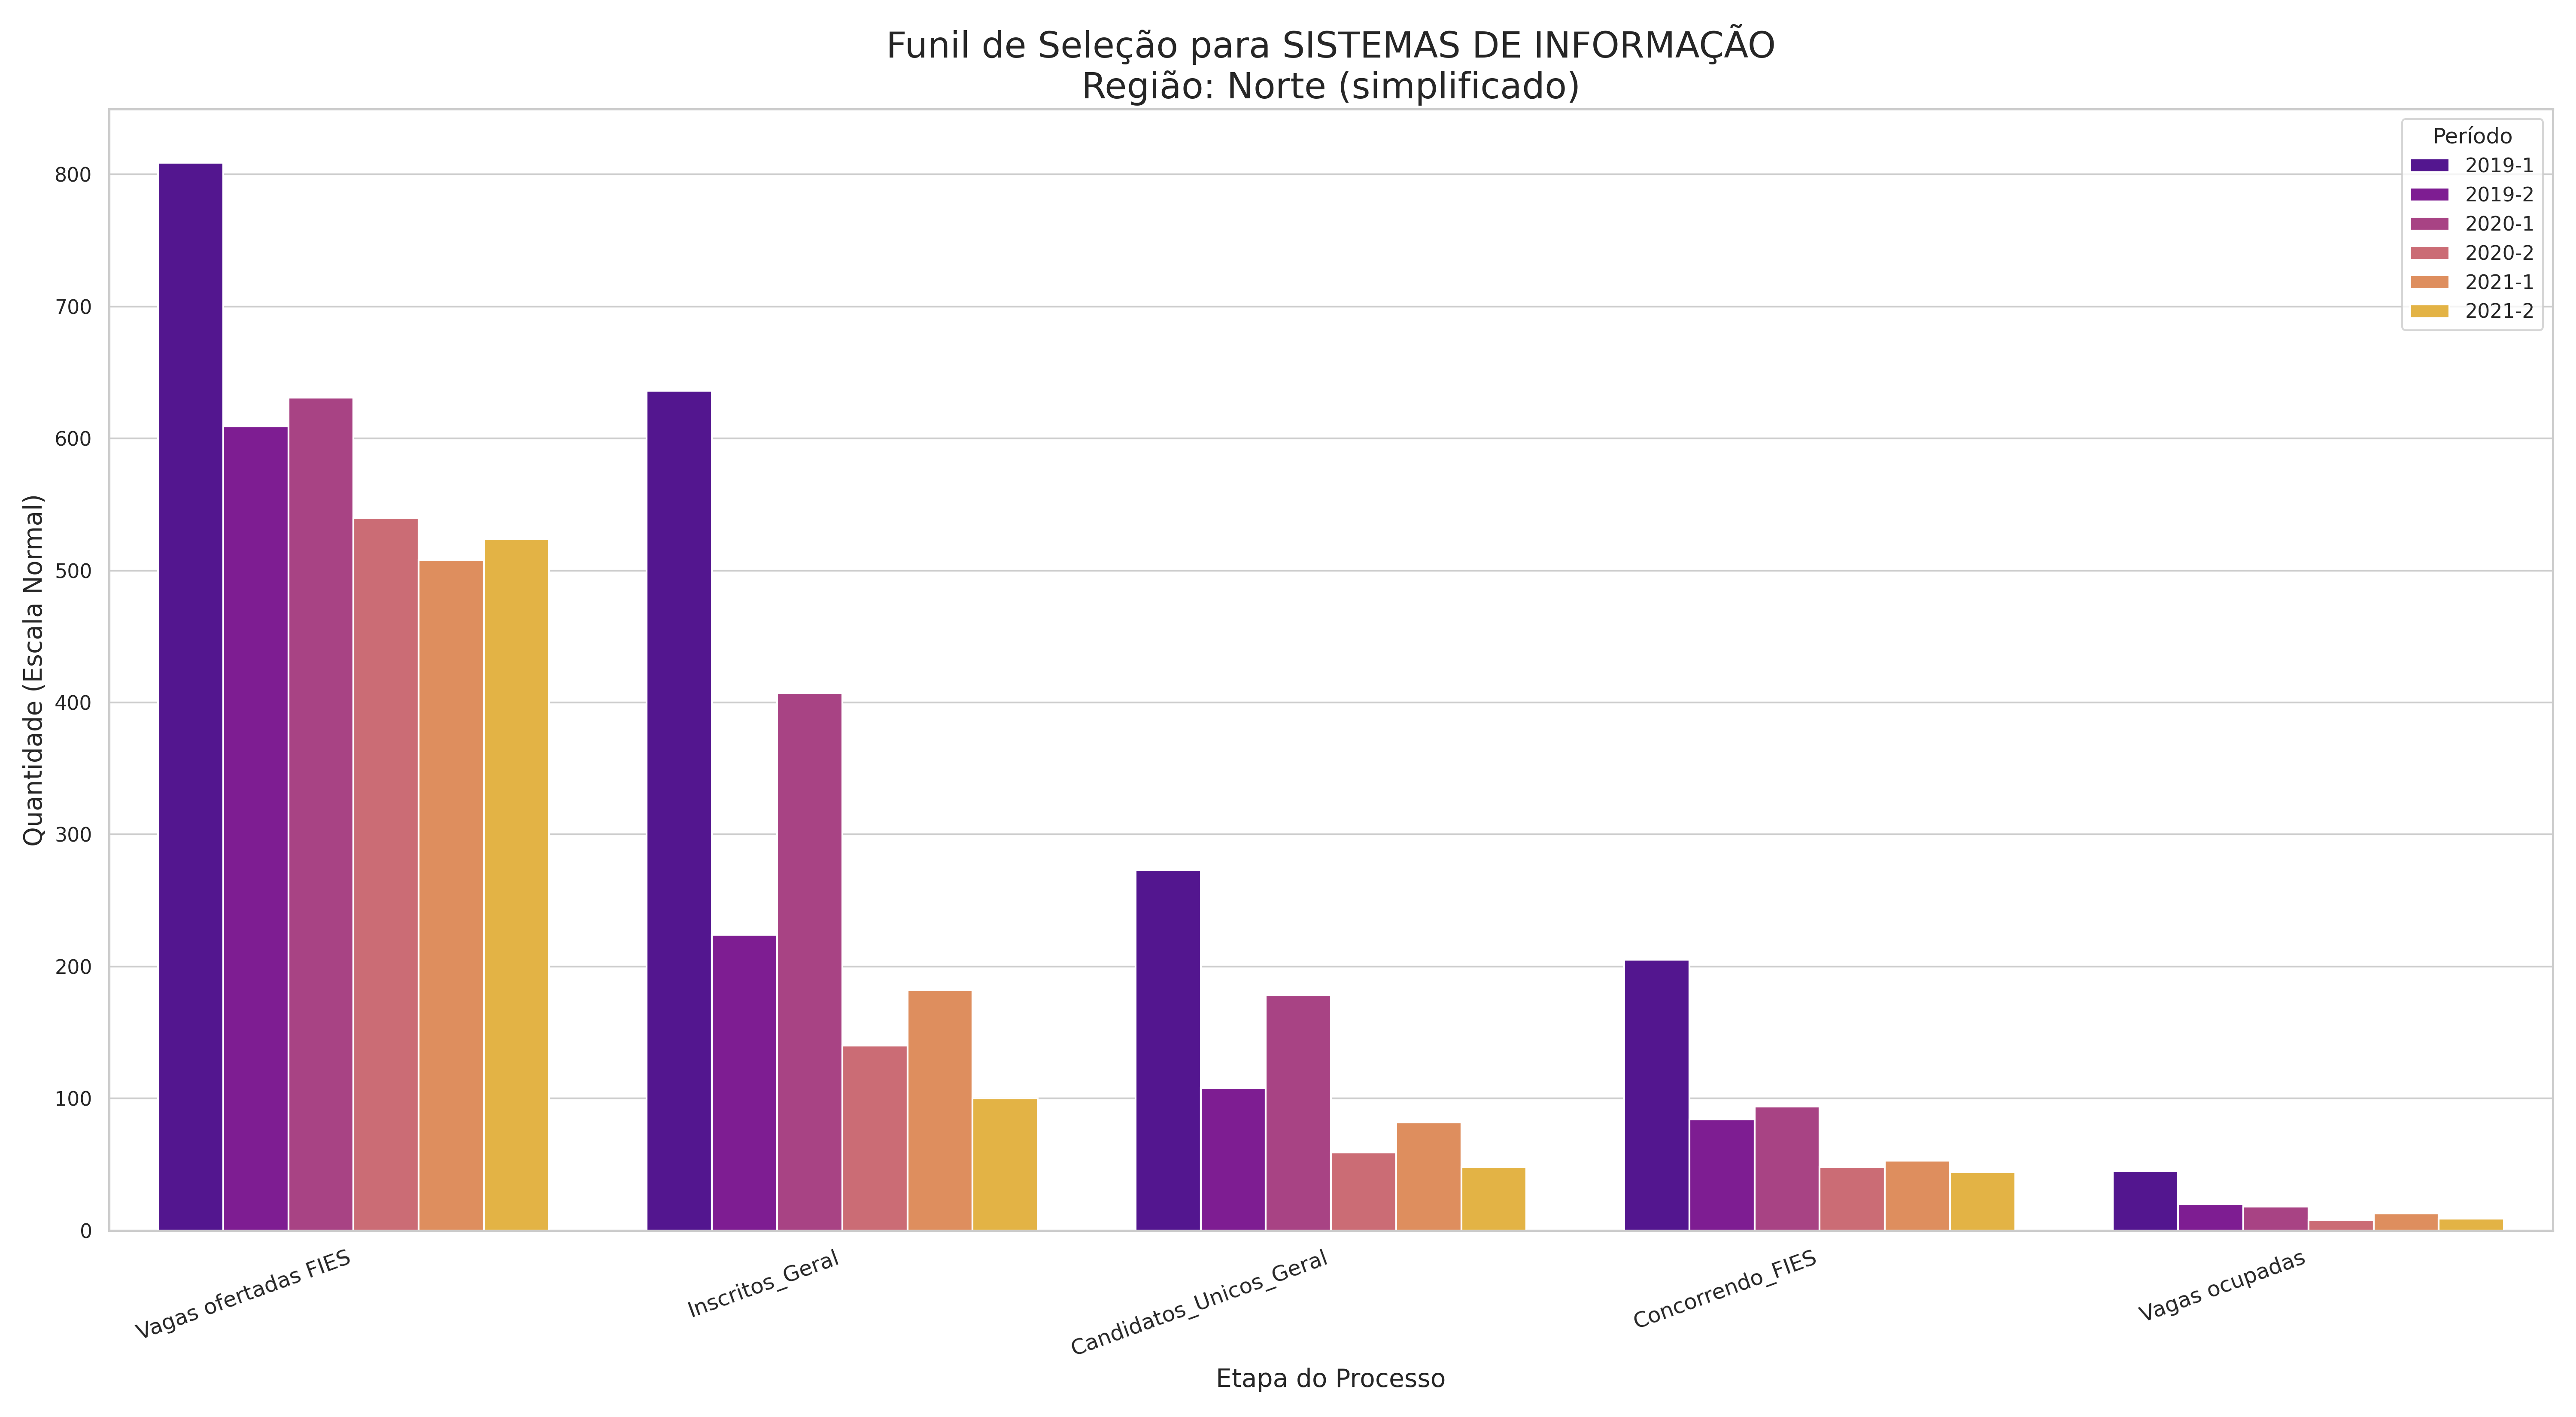 Funil de Seleção para SISTEMAS DE INFORMAÇÃO
Região: Norte (simplificado)
Período
2019-1
2019-2
2020-1
2020-2
2021-1
2021-2
Quantidade (Escala Normal)
800
700
600
500
400
300
200
100
0
Vagas ofertadas FIES
Inscritos_Geral
Candidatos_Unicos_Geral
Concorrendo_FIES
Vagas ocupadas
Etapa do Processo